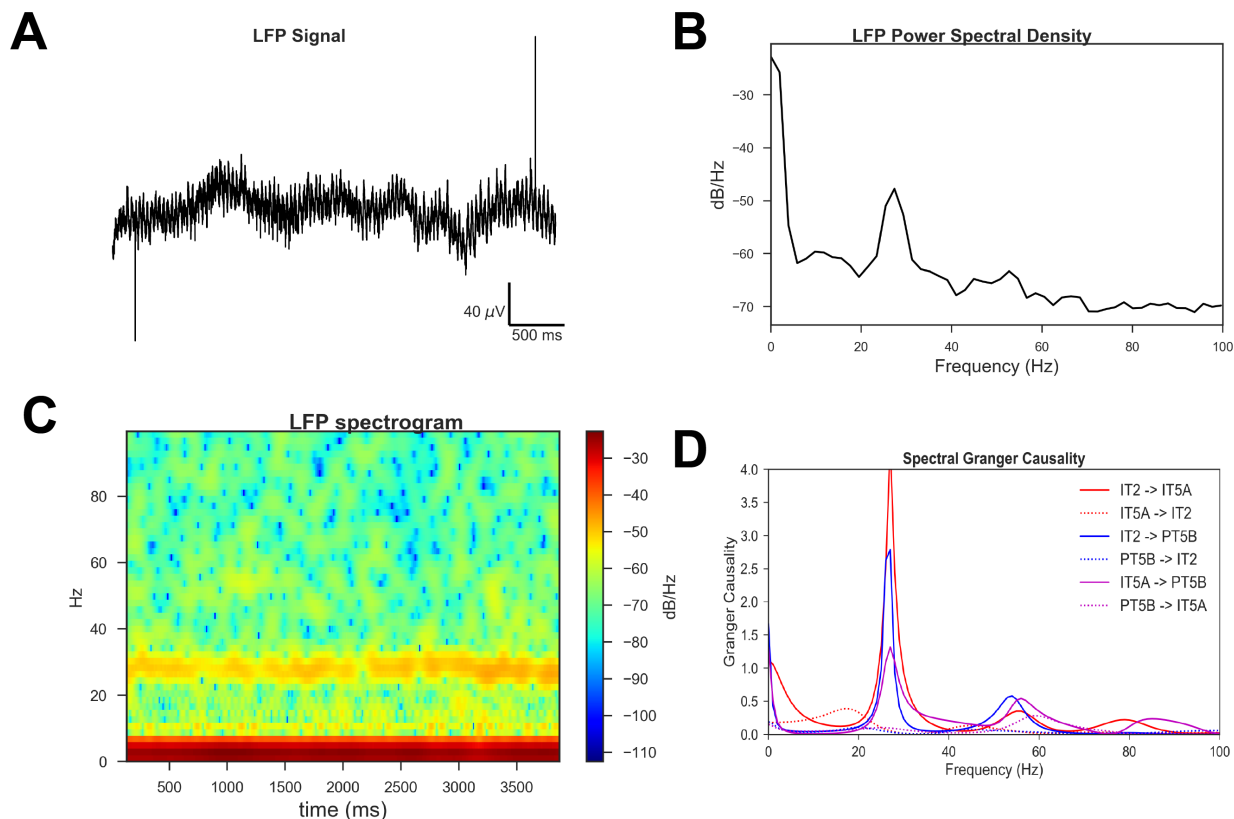 A
LFP Signal
40 μV
500 ms
B
LFP Power Spectral Density
dB/Hz
−30
−40
−50
−60
−70
0 20 40 60 80 100
Frequency (Hz)
C
LFP spectrogram
Hz
80
60
40
20
0
500 1000 1500 2000 2500 3000 3500
time (ms)
−30
−40
−50
−60
−70
−80
−90
−100
−110
dB/Hz
D
Spectral Granger Causality
Granger Causality
4.0
3.5
3.0
2.5
2.0
1.5
1.0
0.5
0.0
0 20 40 60 80 100
Frequency (Hz)
IT2 -> IT5A
IT5A -> IT2
IT2 -> PT5B
PT5B -> IT2
IT5A -> PT5B
PT5B -> IT5A